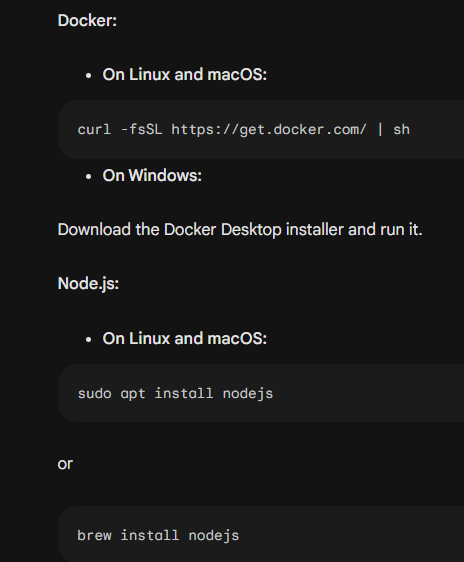 Docker:
• On Linux and macOS:
curl -fsSL https://get.docker.com/ | sh
• On Windows:
Download the Docker Desktop installer and run it.
Node.js:
• On Linux and macOS:
sudo apt install nodejs
or
brew install nodejs